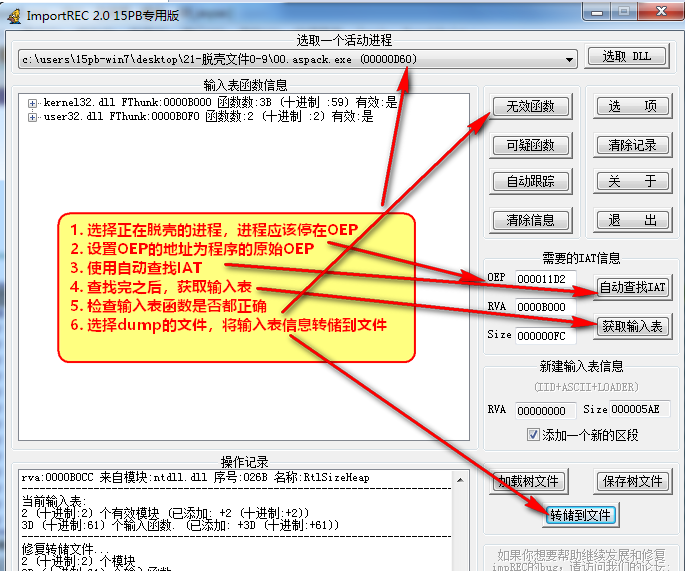 ImportREC 2.0 15PB专用版
选取一个活动进程
c:\users\15pb-win7\desktop\21-脱壳文件0-9\00.aspack.exe (00000D60)
选取 DLL
输入表函数信息
kernel32.dll FThunk:0000B000 函数数:3B (十进制 :59) 有效:是
user32.dll FThunk:0000B0F0 函数数:2 (十进制 :2) 有效:是
无效函数
选 项
可疑函数
清除记录
自动跟踪
关 于
清除信息
退 出
1. 选择正在脱壳的进程，进程应该停在OEP
2. 设置OEP的地址为程序的原始OEP
3. 使用自动查找IAT
4. 查找完之后，获取输入表
5. 检查输入表函数是否都正确
6. 选择dump的文件，将输入表信息转储到文件
需要的IAT信息
OEP 000011D2
自动查找IAT
RVA 0000B000
Size 000000FC
获取输入表
新建输入表信息
(IID+ASCII+LOADER)
RVA 00000000 Size 000005AE
添加一个新的区段
加载树文件
保存树文件
转储到文件
操作记录
rva:0000B0CC 来自模块:ntdll.dll 序号:026B 名称:RtlSizeHeap
当前输入表:
2 (十进制:2) 个有效模块 (已添加: +2 (十进制:+2))
3D (十进制:61) 个输入函数. (已添加: +3D (十进制:+61))
修复转储文件...
2 (十进制:2) 个模块
如果你想要帮助继续发展和修复